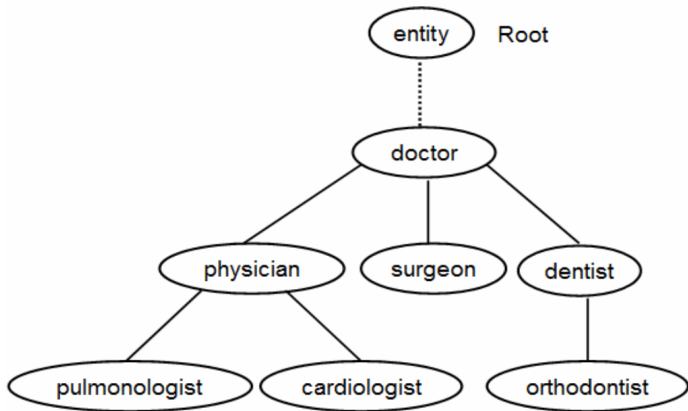 entity Root
doctor
physician surgeon dentist
pulmonologist cardiologist orthodontist